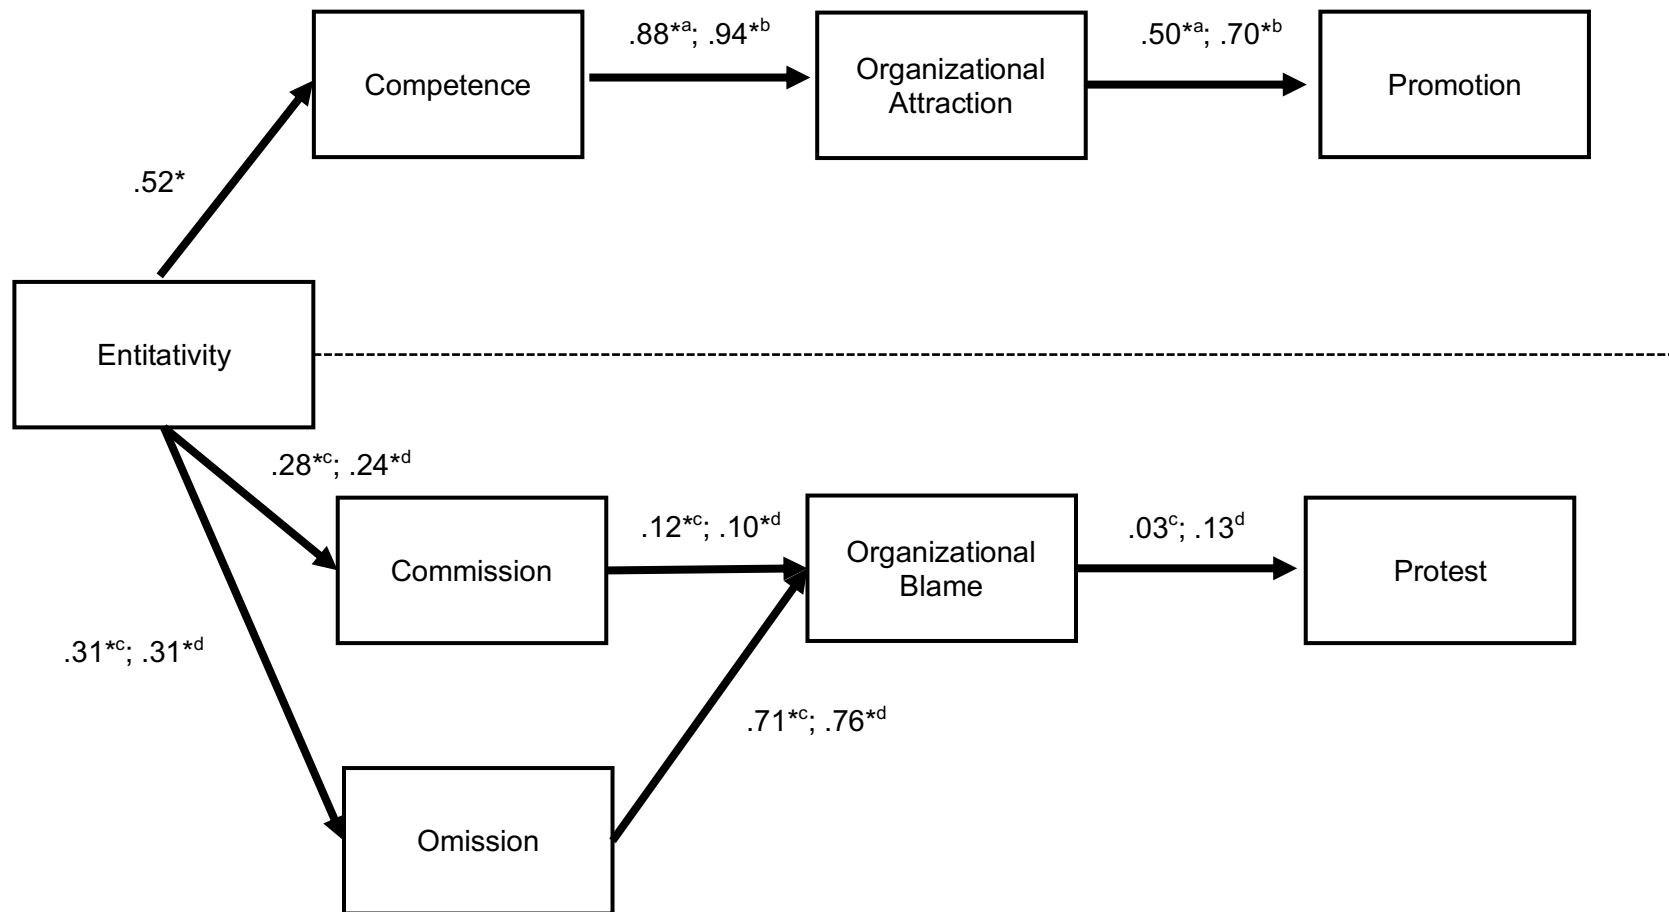 .88*ᵃ; .94*ᵇ
.50*ᵃ; .70*ᵇ
Competence
Organizational
Attraction
Promotion
.52*
Entitativity
.28*ᶜ; .24*ᵈ
.12*ᶜ; .10*ᵈ
.03ᶜ; .13ᵈ
Commission
Organizational
Blame
Protest
.31*ᶜ; .31*ᵈ
.71*ᶜ; .76*ᵈ
Omission